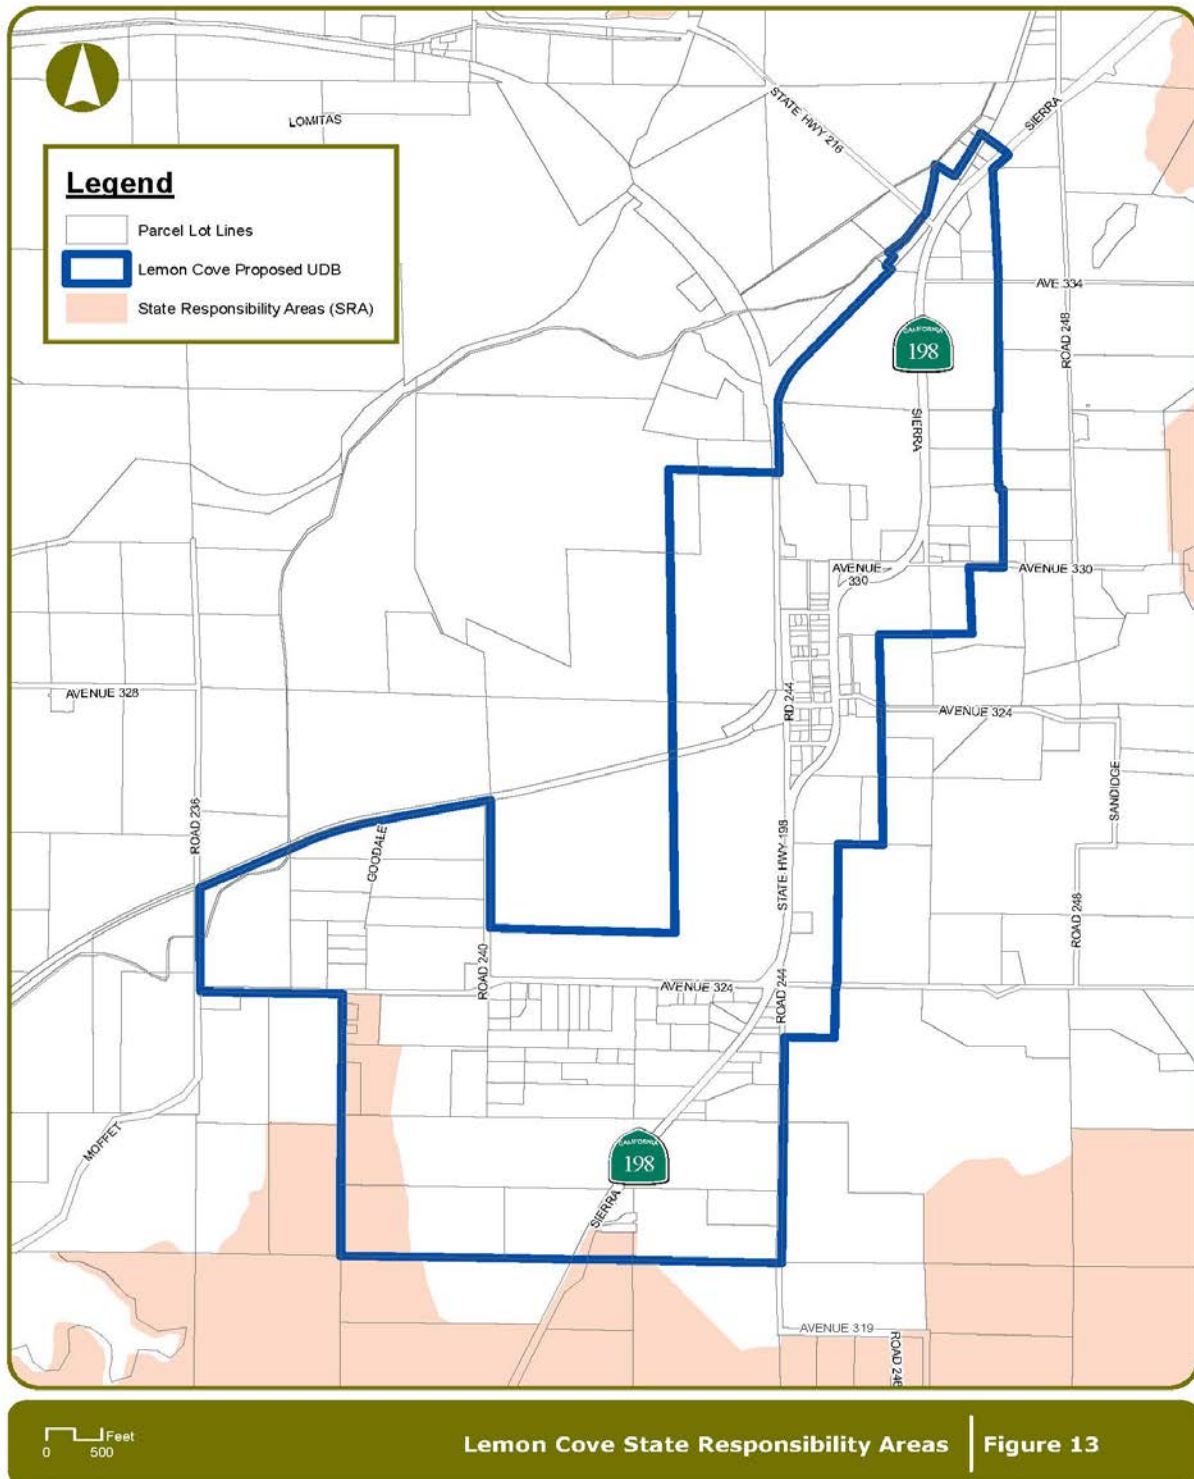 LOMITAS
STATE HWY 216
SIERRA
Legend
Parcel Lot Lines
Lemon Cove Proposed UDB
State Responsibility Areas (SRA)
AVE 334
ROAD 248
CALIFORNIA
198
SIERRA
AVENUE
330
AVENUE 330
AVENUE 328
RD 244
AVENUE 324
SANDIDGE
ROAD 236
GOODALE
STATE HWY 198
ROAD 248
ROAD 240
AVENUE 324
ROAD 244
MOFFET
CALIFORNIA
198
SIERRA
AVENUE 319
ROAD 246
Feet
0 500
Lemon Cove State Responsibility Areas
Figure 13